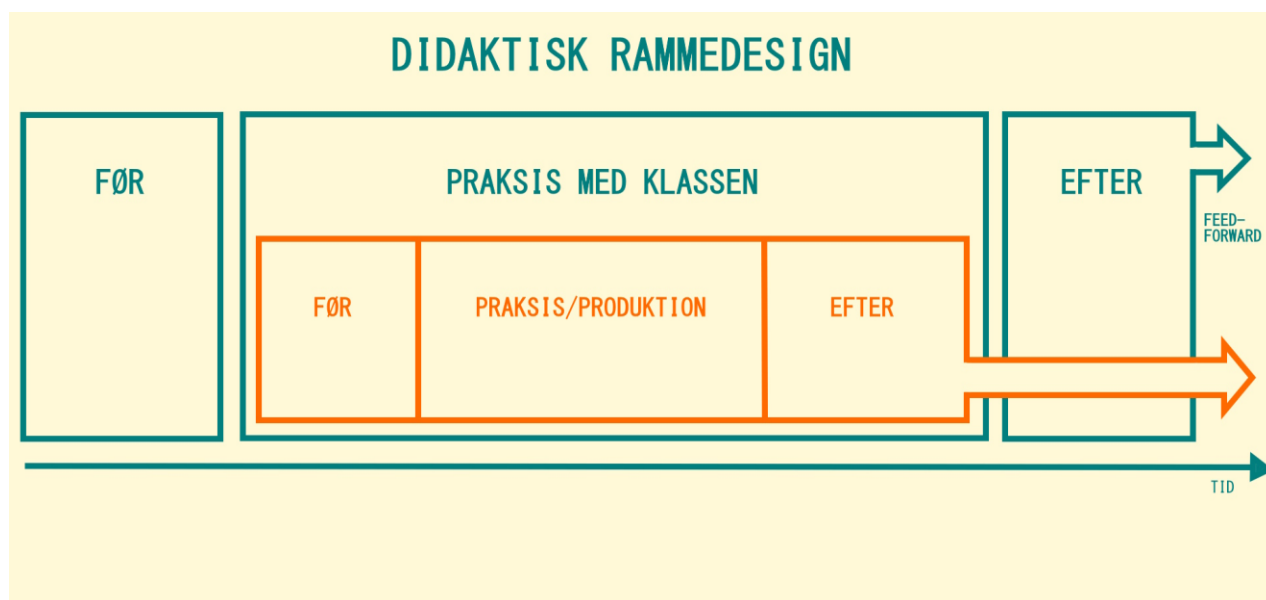 DIDAKTISK RAMMEDESIGN
FØR
PRAKSIS MED KLASSEN
EFTER
FEED-
FORWARD
FØR
PRAKSIS/PRODUKTION
EFTER
TID